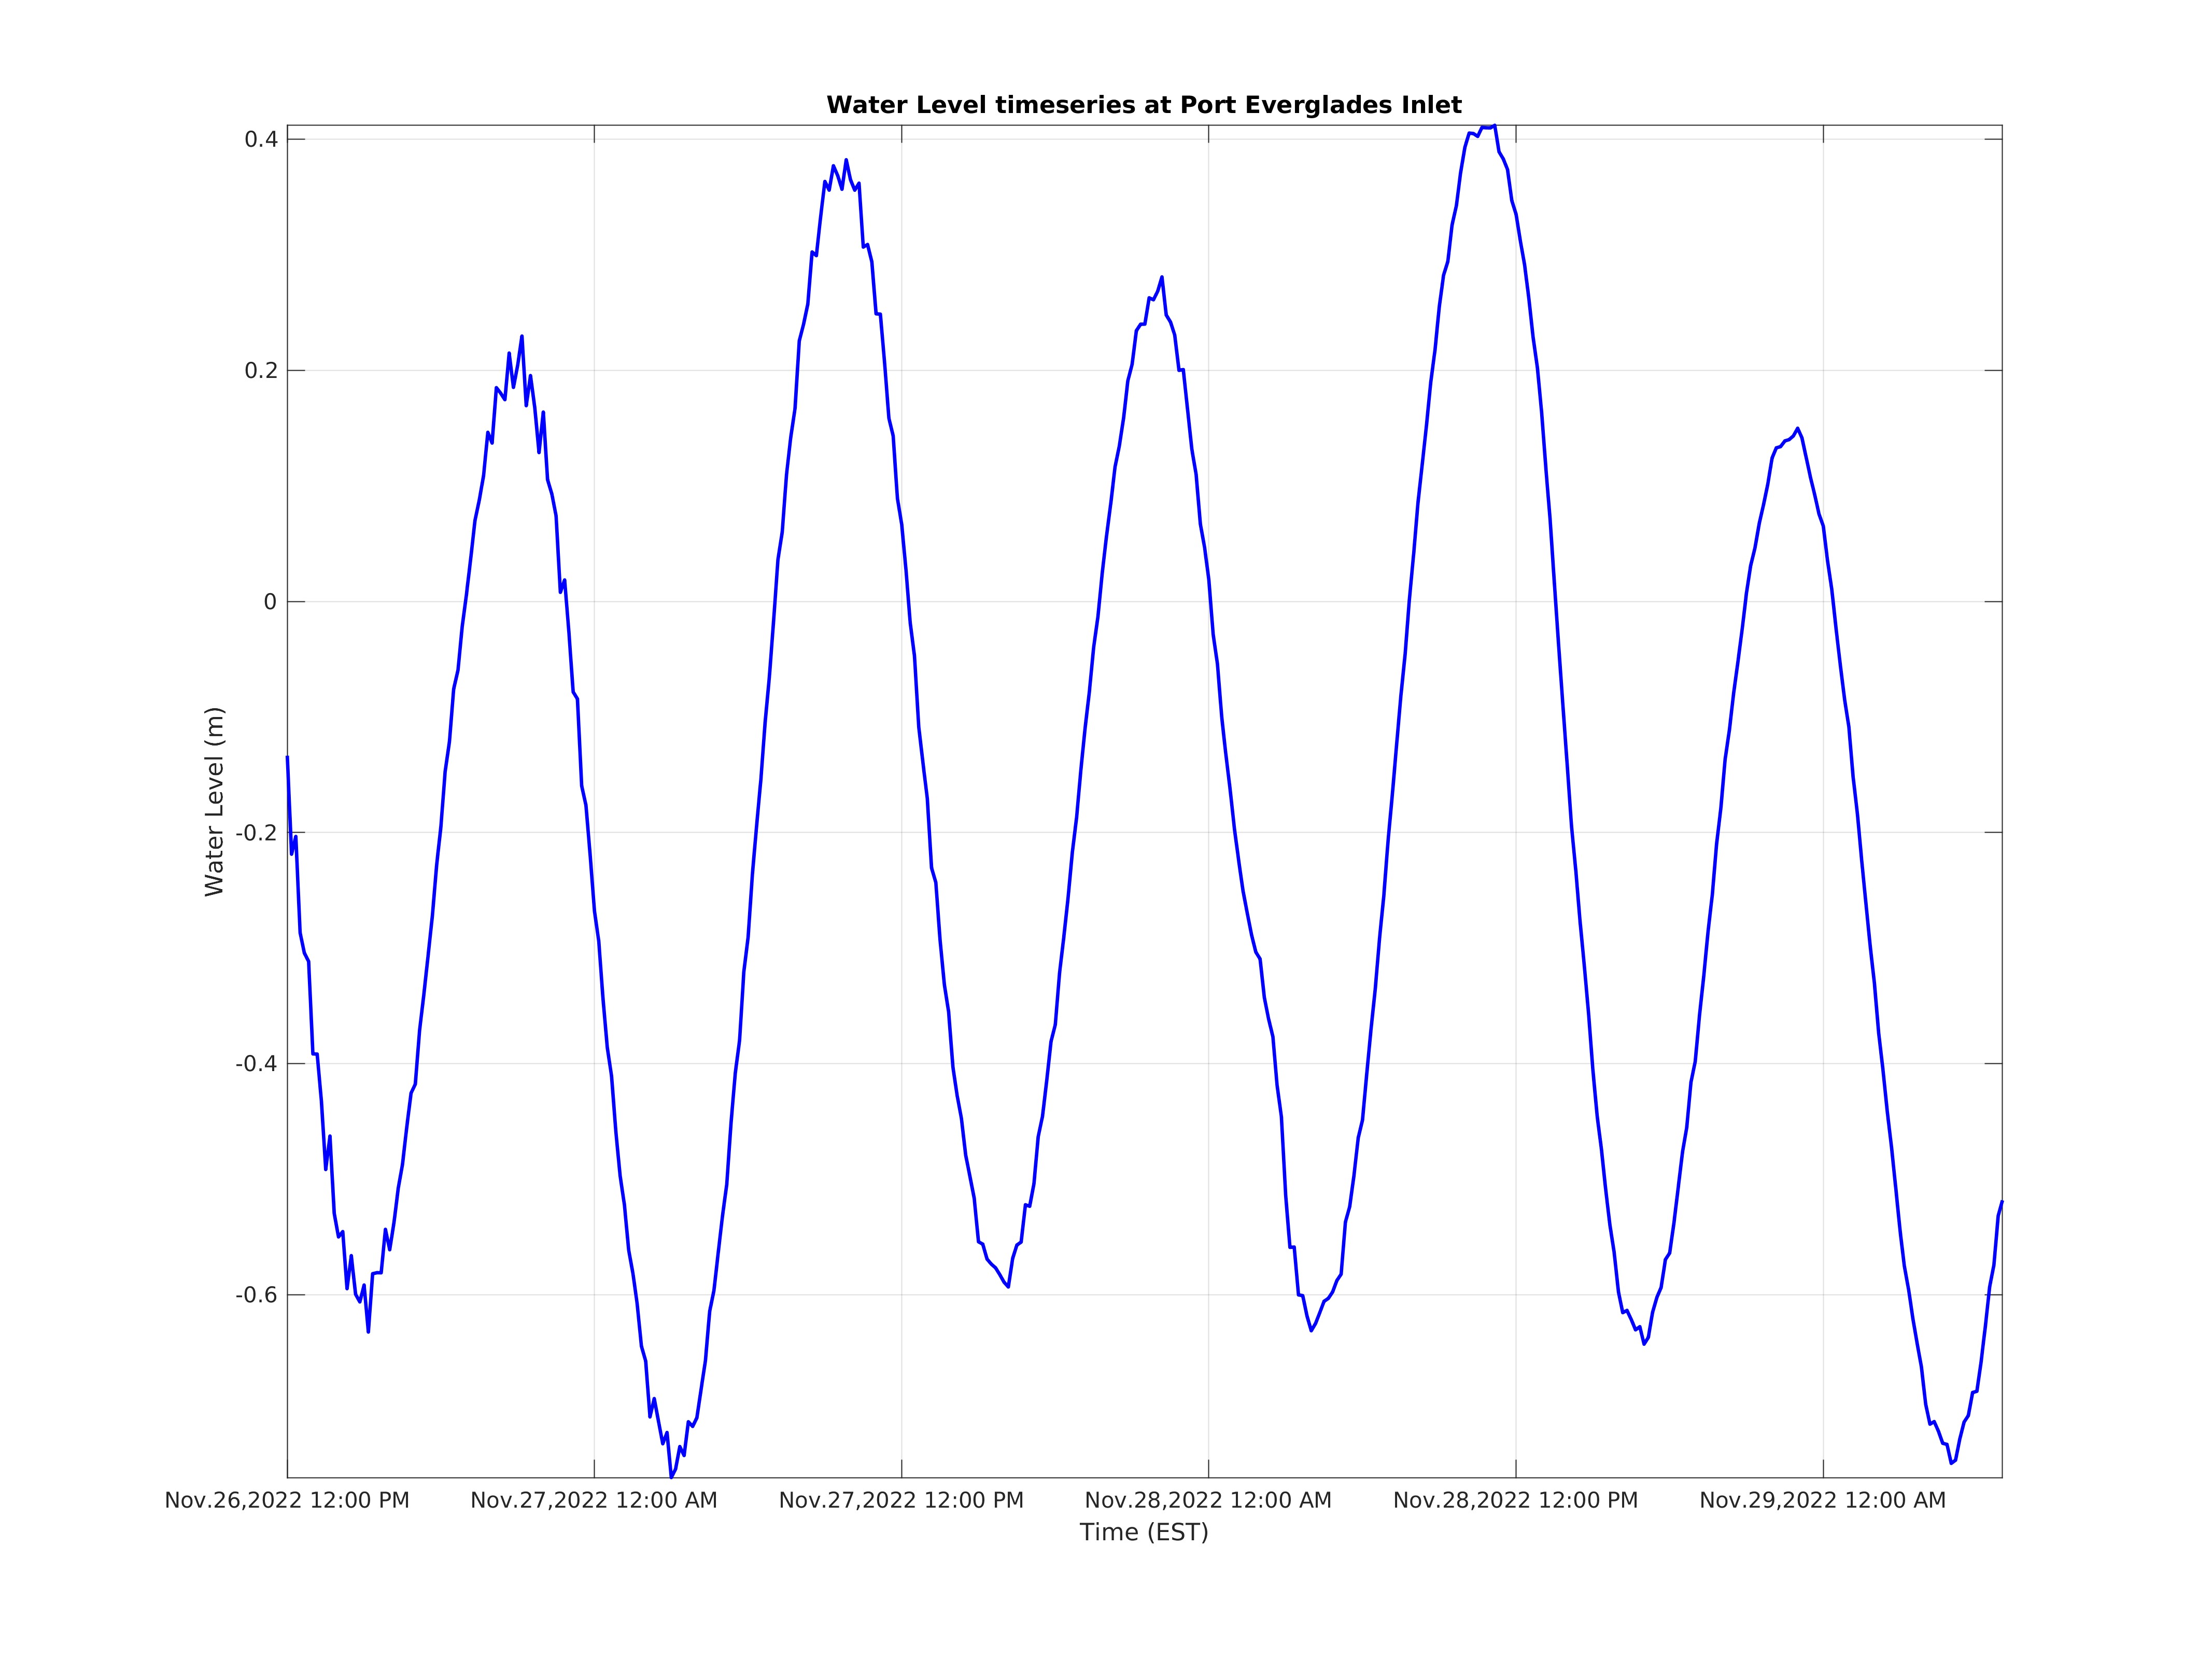 Water Level timeseries at Port Everglades Inlet
0.4
0.2
0
-0.2
-0.4
-0.6
Water Level (m)
Nov.26,2022 12:00 PM
Nov.27,2022 12:00 AM
Nov.27,2022 12:00 PM
Nov.28,2022 12:00 AM
Nov.28,2022 12:00 PM
Nov.29,2022 12:00 AM
Time (EST)